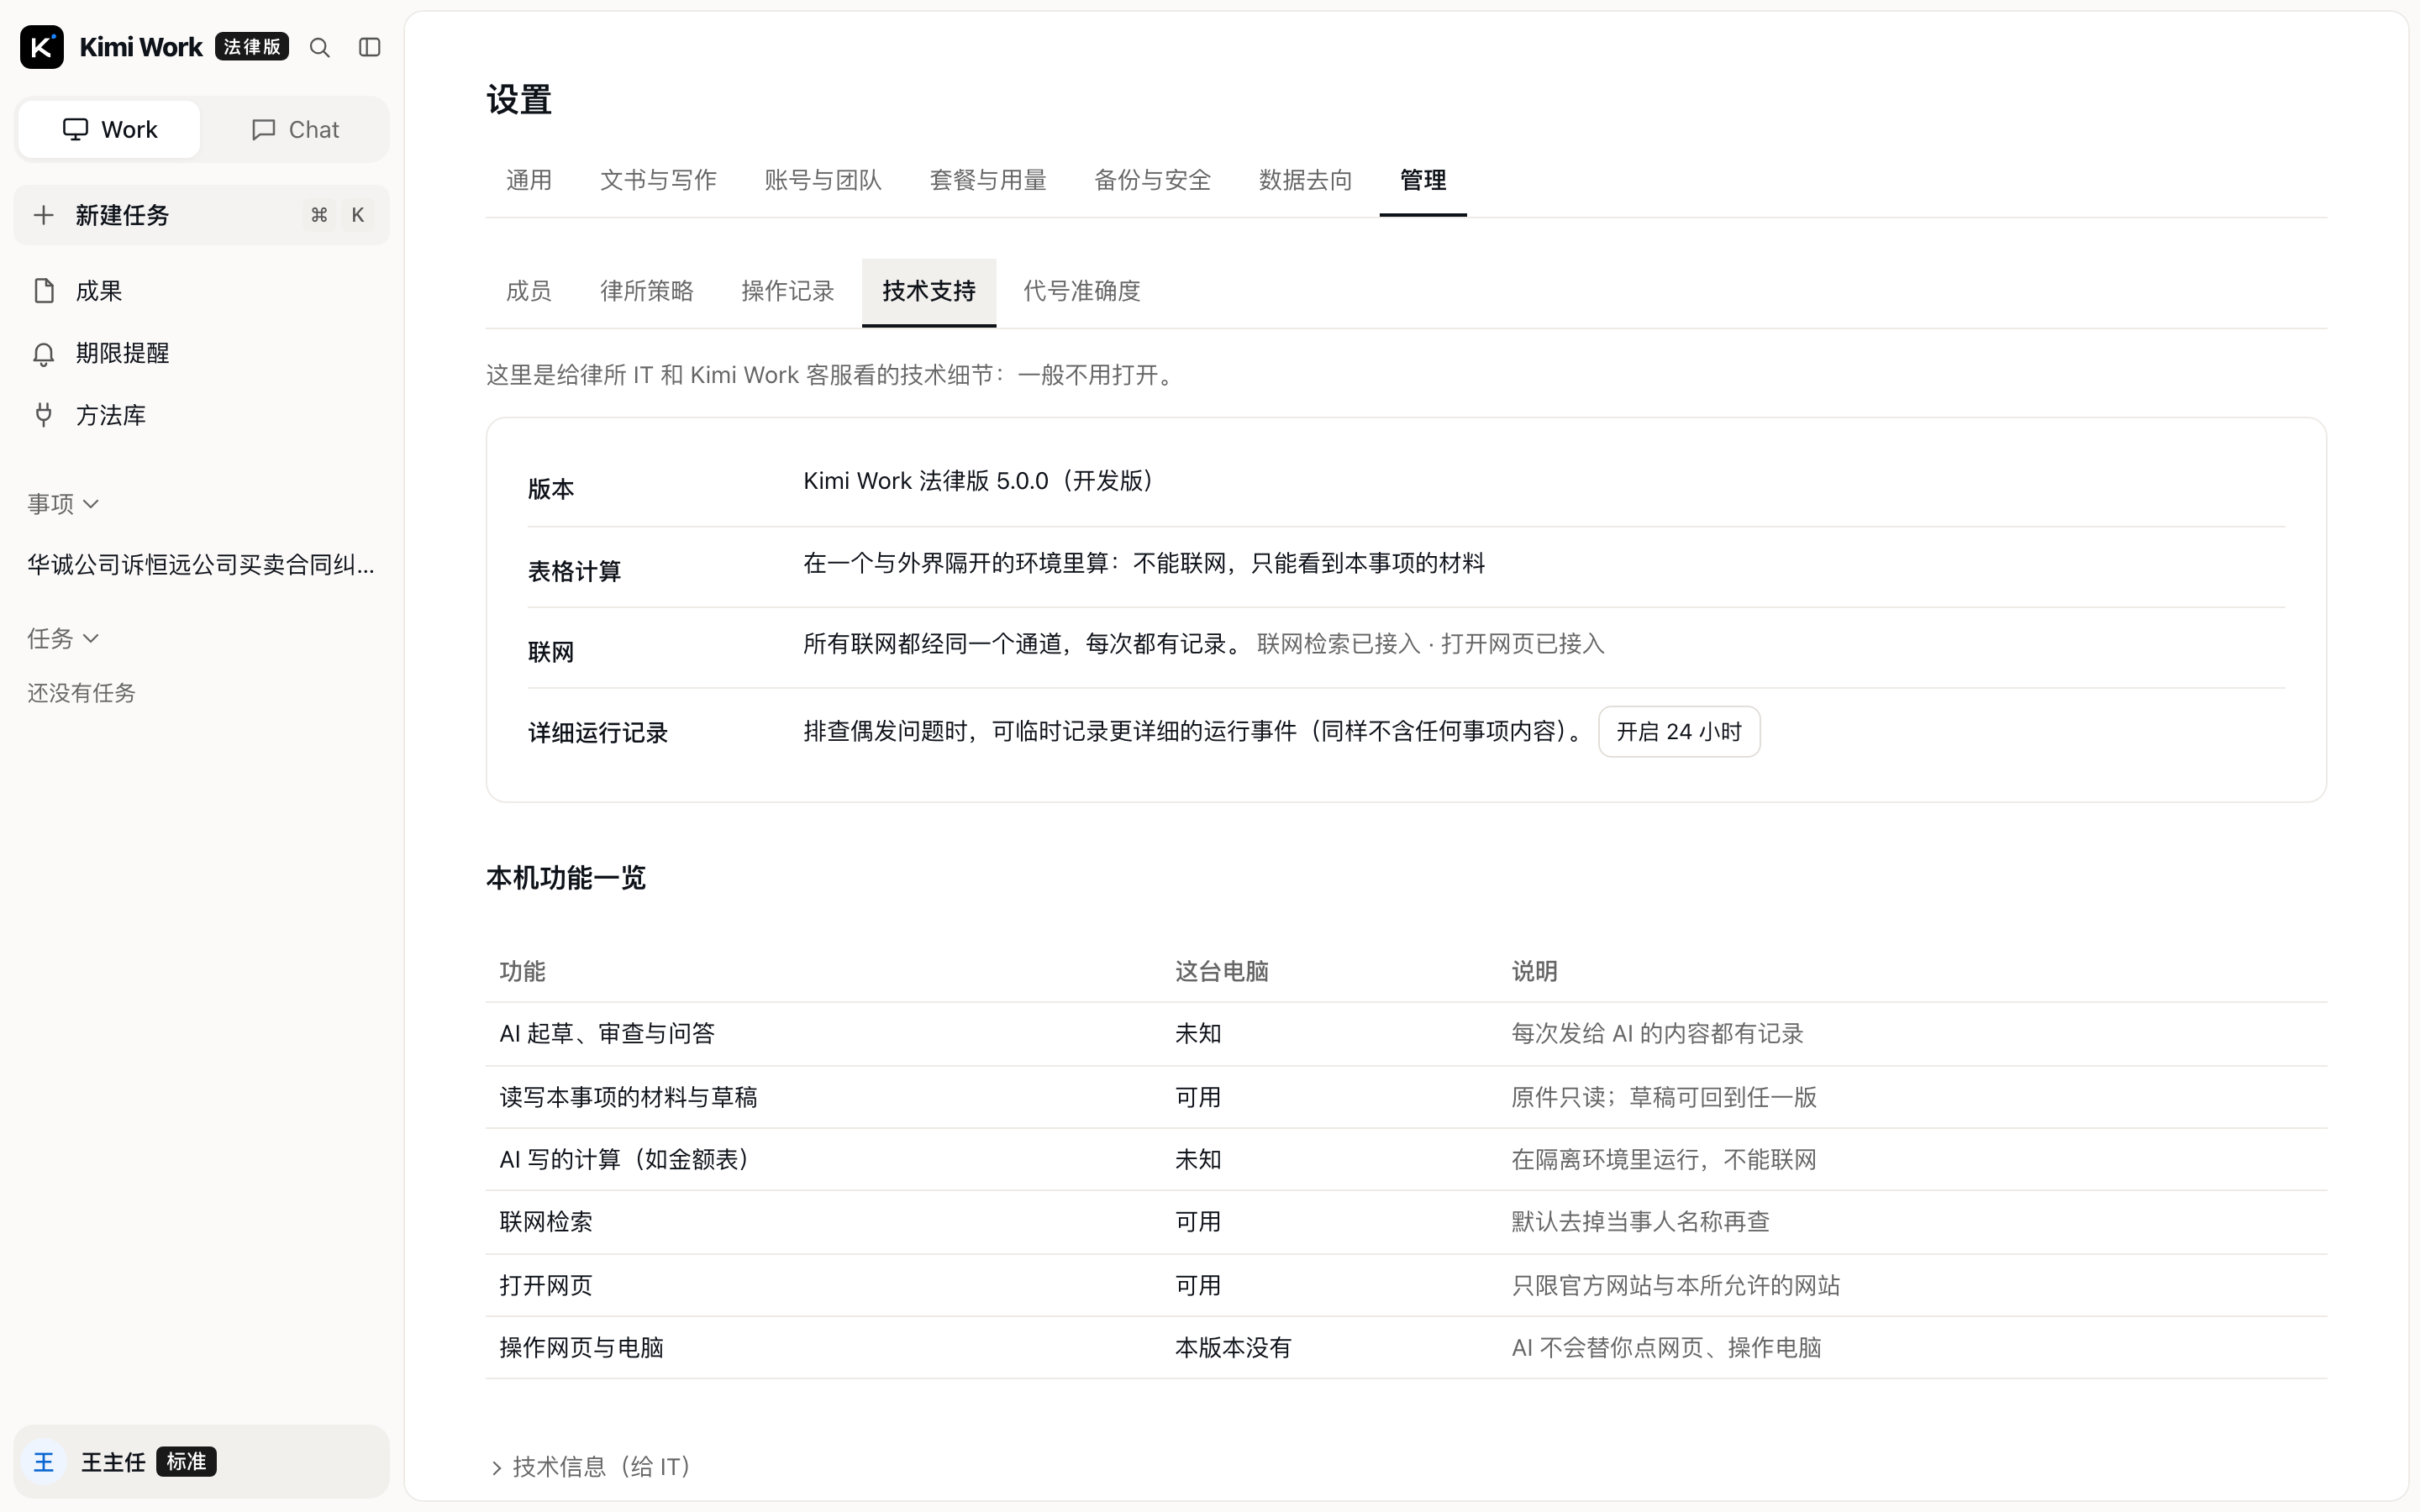 Kimi Work 法律版
Work Chat
新建任务 ⌘ K
成果
期限提醒
方法库
事项
华诚公司诉恒远公司买卖合同纠...
任务
还没有任务
王 王主任 标准
设置
通用 文书与写作 账号与团队 套餐与用量 备份与安全 数据去向 管理
成员 律所策略 操作记录 技术支持 代号准确度
这里是给律所 IT 和 Kimi Work 客服看的技术细节：一般不用打开。
版本 Kimi Work 法律版 5.0.0（开发版）
表格计算 在一个与外界隔开的环境里算：不能联网，只能看到本事项的材料
联网 所有联网都经同一个通道，每次都有记录。 联网检索已接入 · 打开网页已接入
详细运行记录 排查偶发问题时，可临时记录更详细的运行事件（同样不含任何事项内容）。 开启 24 小时
本机功能一览
功能 这台电脑 说明
AI 起草、审查与问答 未知 每次发给 AI 的内容都有记录
读写本事项的材料与草稿 可用 原件只读；草稿可回到任一版
AI 写的计算（如金额表） 未知 在隔离环境里运行，不能联网
联网检索 可用 默认去掉当事人名称再查
打开网页 可用 只限官方网站与本所允许的网站
操作网页与电脑 本版本没有 AI 不会替你点网页、操作电脑
技术信息（给 IT）